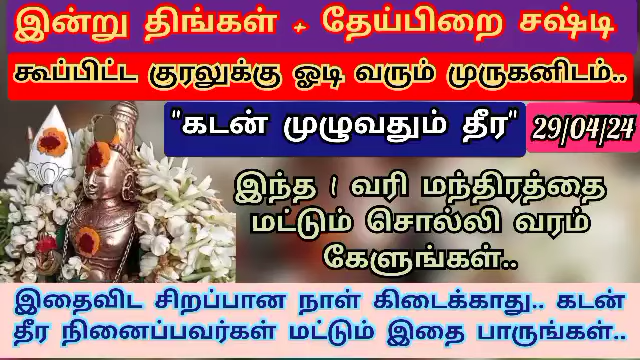 இன்று திங்கள் + தேய்பிறை சஷ்டி
கூப்பிட்ட குரலுக்கு ஓடி வரும் முருகனிடம்..
"கடன் முழுவதும் தீர"
29/04/24
இந்த 1 வரி மந்திரத்தை
மட்டும் சொல்லி வரம்
கேளுங்கள்..
இதைவிட சிறப்பான நாள் கிடைக்காது.. கடன்
தீர நினைப்பவர்கள் மட்டும் இதை பாருங்கள்..